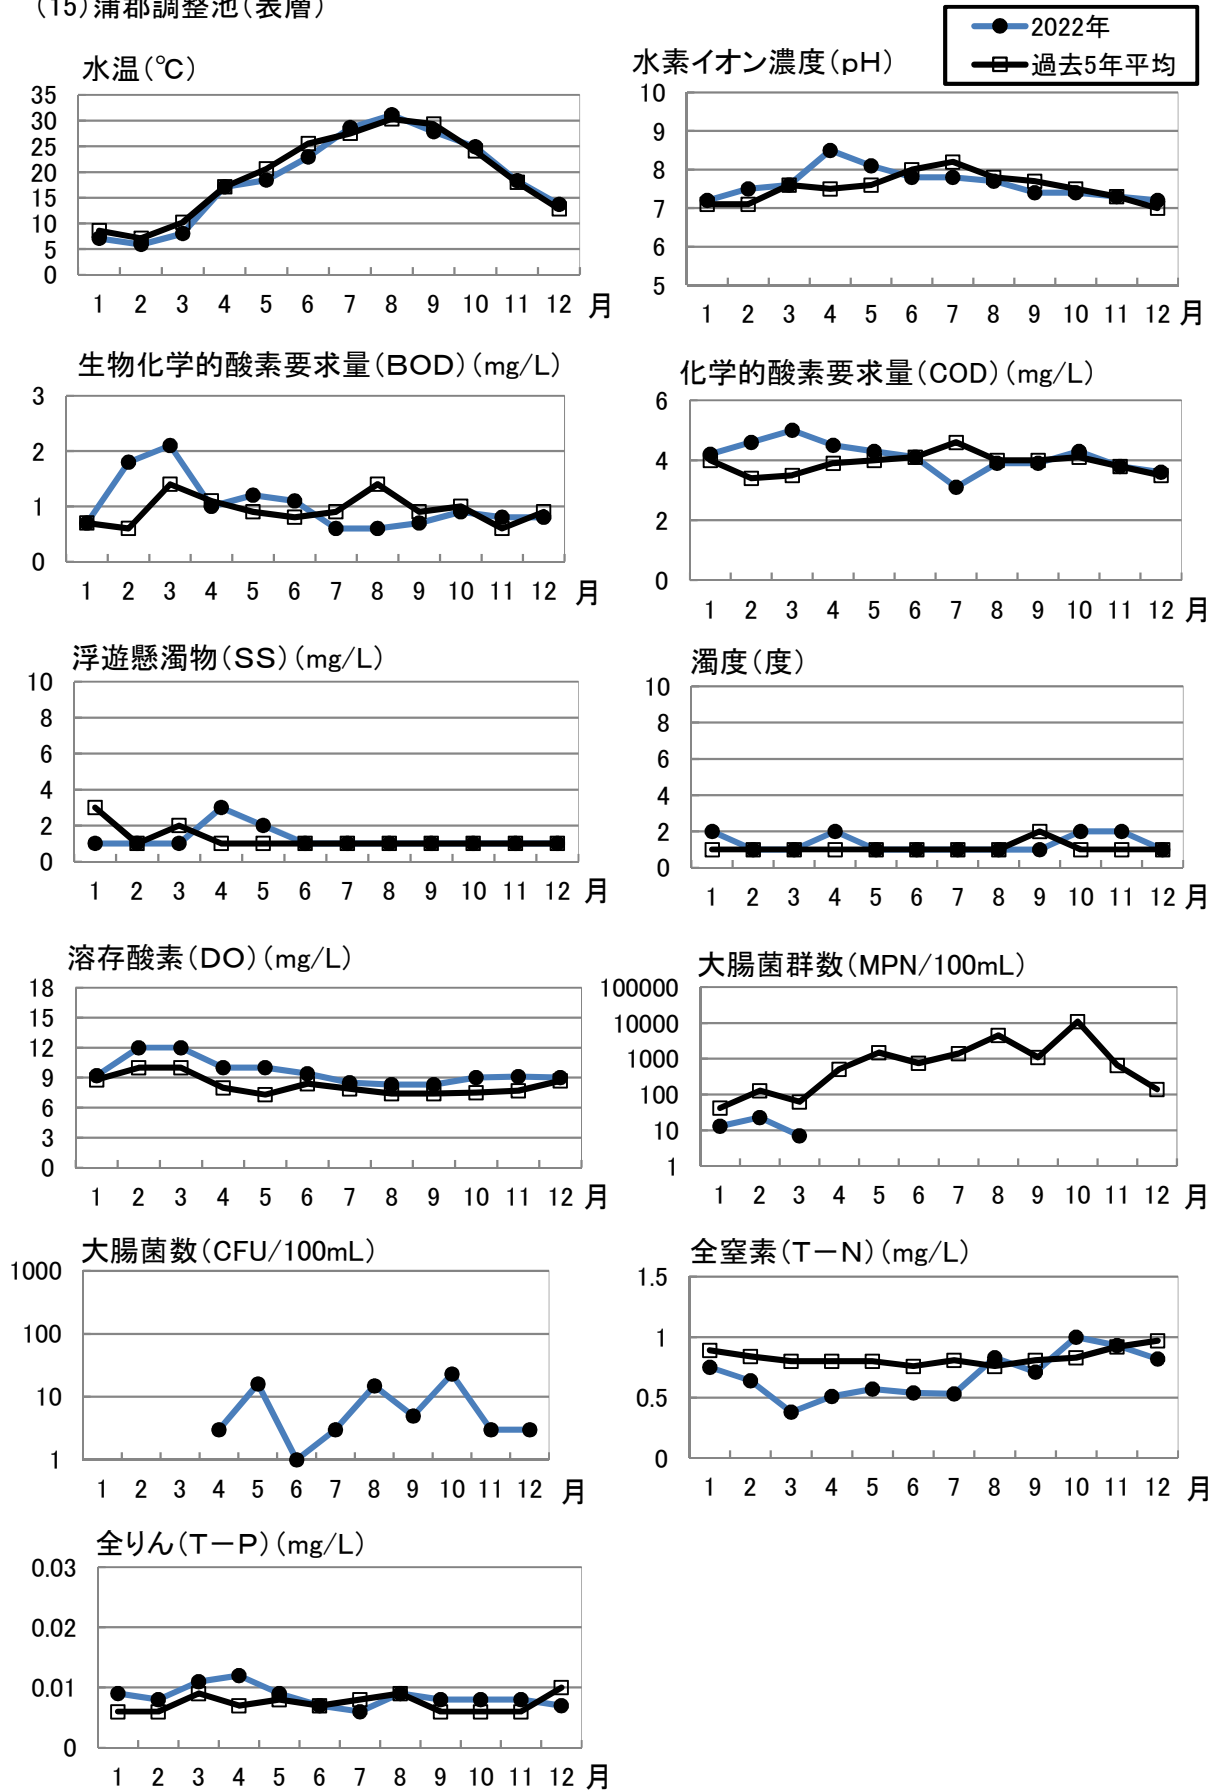 (15)蒲郡調整池(表層)
2022年
過去5年平均
水温(℃)
35
30
25
20
15
10
5
0
1 2 3 4 5 6 7 8 9 10 11 12 月
水素イオン濃度(pH)
10
9
8
7
6
5
1 2 3 4 5 6 7 8 9 10 11 12 月
生物化学的酸素要求量(BOD)(mg/L)
3
2
1
0
1 2 3 4 5 6 7 8 9 10 11 12 月
化学的酸素要求量(COD)(mg/L)
6
4
2
0
1 2 3 4 5 6 7 8 9 10 11 12 月
浮遊懸濁物(SS)(mg/L)
10
8
6
4
2
0
1 2 3 4 5 6 7 8 9 10 11 12 月
濁度(度)
10
8
6
4
2
0
1 2 3 4 5 6 7 8 9 10 11 12 月
溶存酸素(DO)(mg/L)
18
15
12
9
6
3
0
1 2 3 4 5 6 7 8 9 10 11 12 月
大腸菌群数(MPN/100mL)
100000
10000
1000
100
10
1
1 2 3 4 5 6 7 8 9 10 11 12 月
大腸菌数(CFU/100mL)
1000
100
10
1
1 2 3 4 5 6 7 8 9 10 11 12 月
全窒素(T－N)(mg/L)
1.5
1
0.5
0
1 2 3 4 5 6 7 8 9 10 11 12 月
全りん(T－P)(mg/L)
0.03
0.02
0.01
0
1 2 3 4 5 6 7 8 9 10 11 12 月